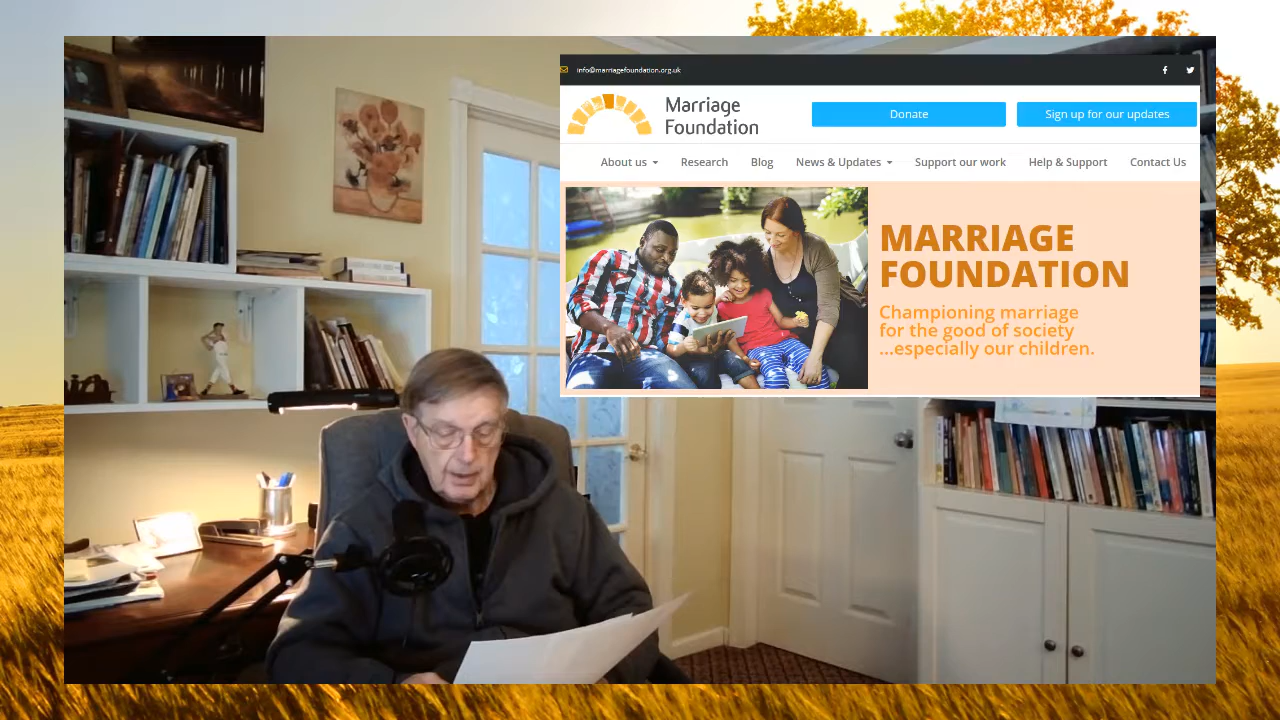 info@marriagefoundation.org.uk
Marriage
Foundation
Donate
Sign up for our updates
About us
Research
Blog
News & Updates
Support our work
Help & Support
Contact Us
MARRIAGE
FOUNDATION
Championing marriage
for the good of society
...especially our children.